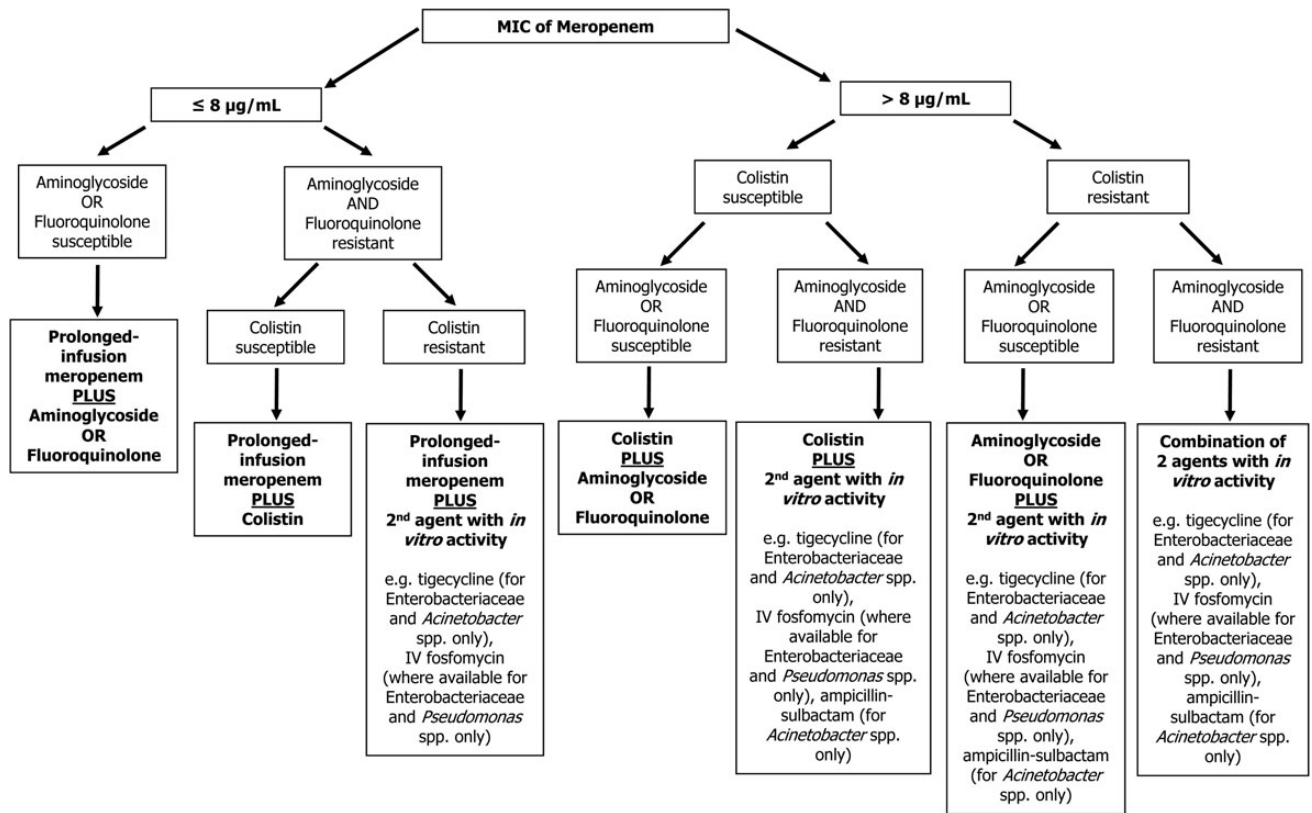 MIC of Meropenem
≤ 8 µg/mL
> 8 µg/mL
Aminoglycoside
OR
Fluoroquinolone
susceptible
Aminoglycoside
AND
Fluoroquinolone
resistant
Colistin
susceptible
Colistin
resistant
Prolonged-
infusion
meropenem
PLUS
Aminoglycoside
OR
Fluoroquinolone
Colistin
susceptible
Colistin
resistant
Aminoglycoside
OR
Fluoroquinolone
susceptible
Aminoglycoside
AND
Fluoroquinolone
resistant
Aminoglycoside
OR
Fluoroquinolone
susceptible
Aminoglycoside
AND
Fluoroquinolone
resistant
Prolonged-
infusion
meropenem
PLUS
Colistin
Prolonged-
infusion
meropenem
PLUS
2nd agent with in
vitro activity
e.g. tigecycline (for
Enterobacteriaceae
and Acinetobacter
spp. only),
IV fosfomycin
(where available for
Enterobacteriaceae
and Pseudomonas
spp. only)
Colistin
PLUS
Aminoglycoside
OR
Fluoroquinolone
Colistin
PLUS
2nd agent with in
vitro activity
e.g. tigecycline (for
Enterobacteriaceae
and Acinetobacter spp.
only),
IV fosfomycin (where
available for
Enterobacteriaceae
and Pseudomonas spp.
only), ampicillin-
sulbactam (for
Acinetobacter spp.
only)
Aminoglycoside
OR
Fluoroquinolone
PLUS
2nd agent with in
vitro activity
e.g. tigecycline (for
Enterobacteriaceae
and Acinetobacter
spp. only),
IV fosfomycin
(where available for
Enterobacteriaceae
and Pseudomonas
spp. only),
ampicillin-sulbactam
(for Acinetobacter
spp. only)
Combination of
2 agents with in
vitro activity
e.g. tigecycline (for
Enterobacteriaceae
and Acinetobacter
spp. only),
IV fosfomycin
(where available for
Enterobacteriaceae
and Pseudomonas
spp. only),
ampicillin-
sulbactam (for
Acinetobacter spp.
only)